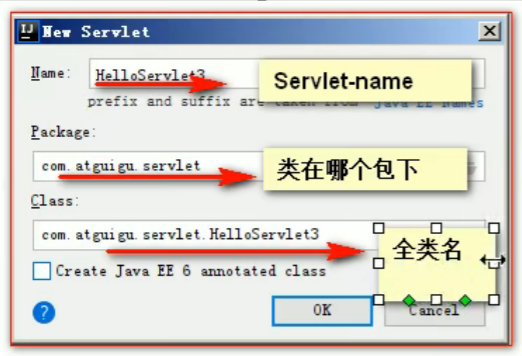 New Servlet
Name:
HelloServlet3
Servlet-name
prefix and suffix are taken from Java EE Names
Package:
com.atguigu.servlet
类在哪个包下
Class:
com.atguigu.servlet.HelloServlet3
全类名
Create Java EE 6 annotated class
?
OK
Cancel